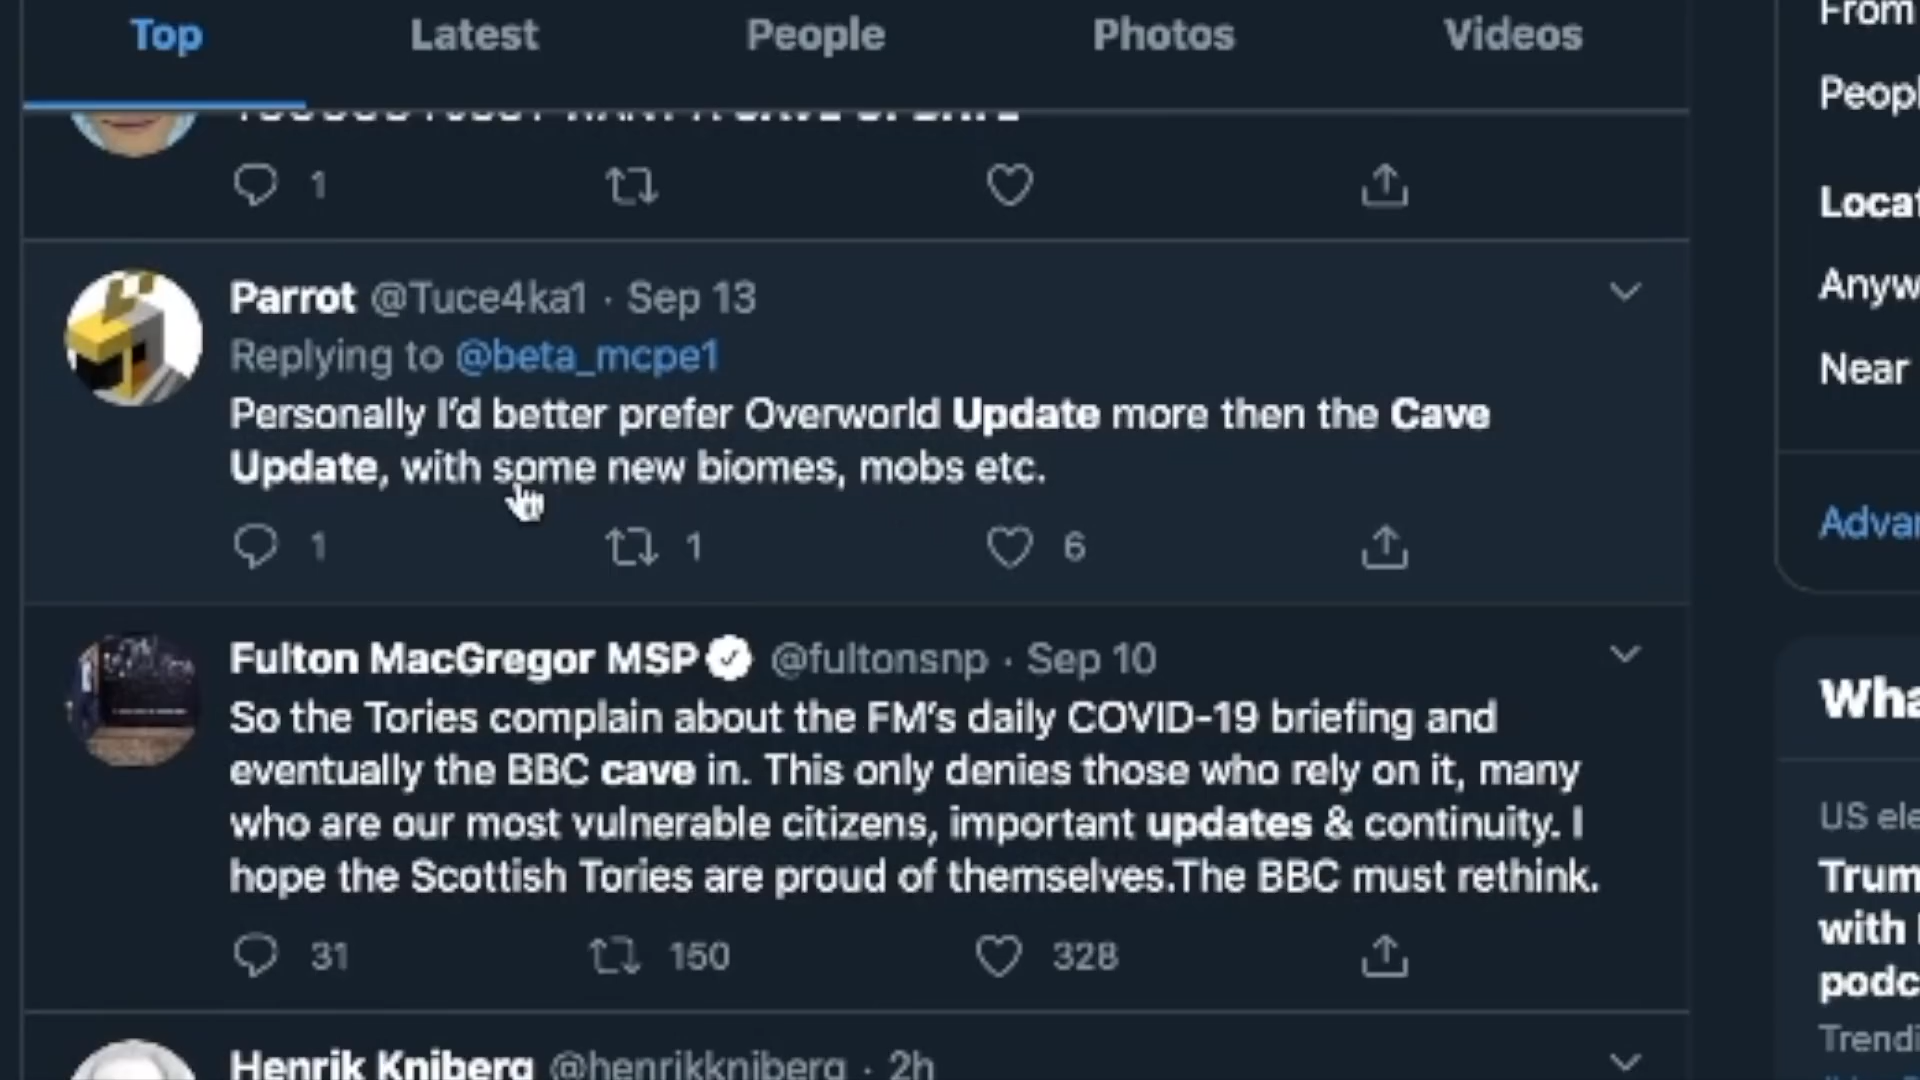 Top Latest People Photos Videos
From
1
Parrot @Tuce4ka1 · Sep 13
Replying to @beta_mcpe1
Personally I'd better prefer Overworld Update more then the Cave
Update, with some new biomes, mobs etc.
1 1 6
Fulton MacGregor MSP @fultonsnp · Sep 10
So the Tories complain about the FM's daily COVID-19 briefing and
eventually the BBC cave in. This only denies those who rely on it, many
who are our most vulnerable citizens, important updates & continuity. I
hope the Scottish Tories are proud of themselves.The BBC must rethink.
31 150 328
Henrik Kniberg @henrikkniberg · 2h
Near
US
with